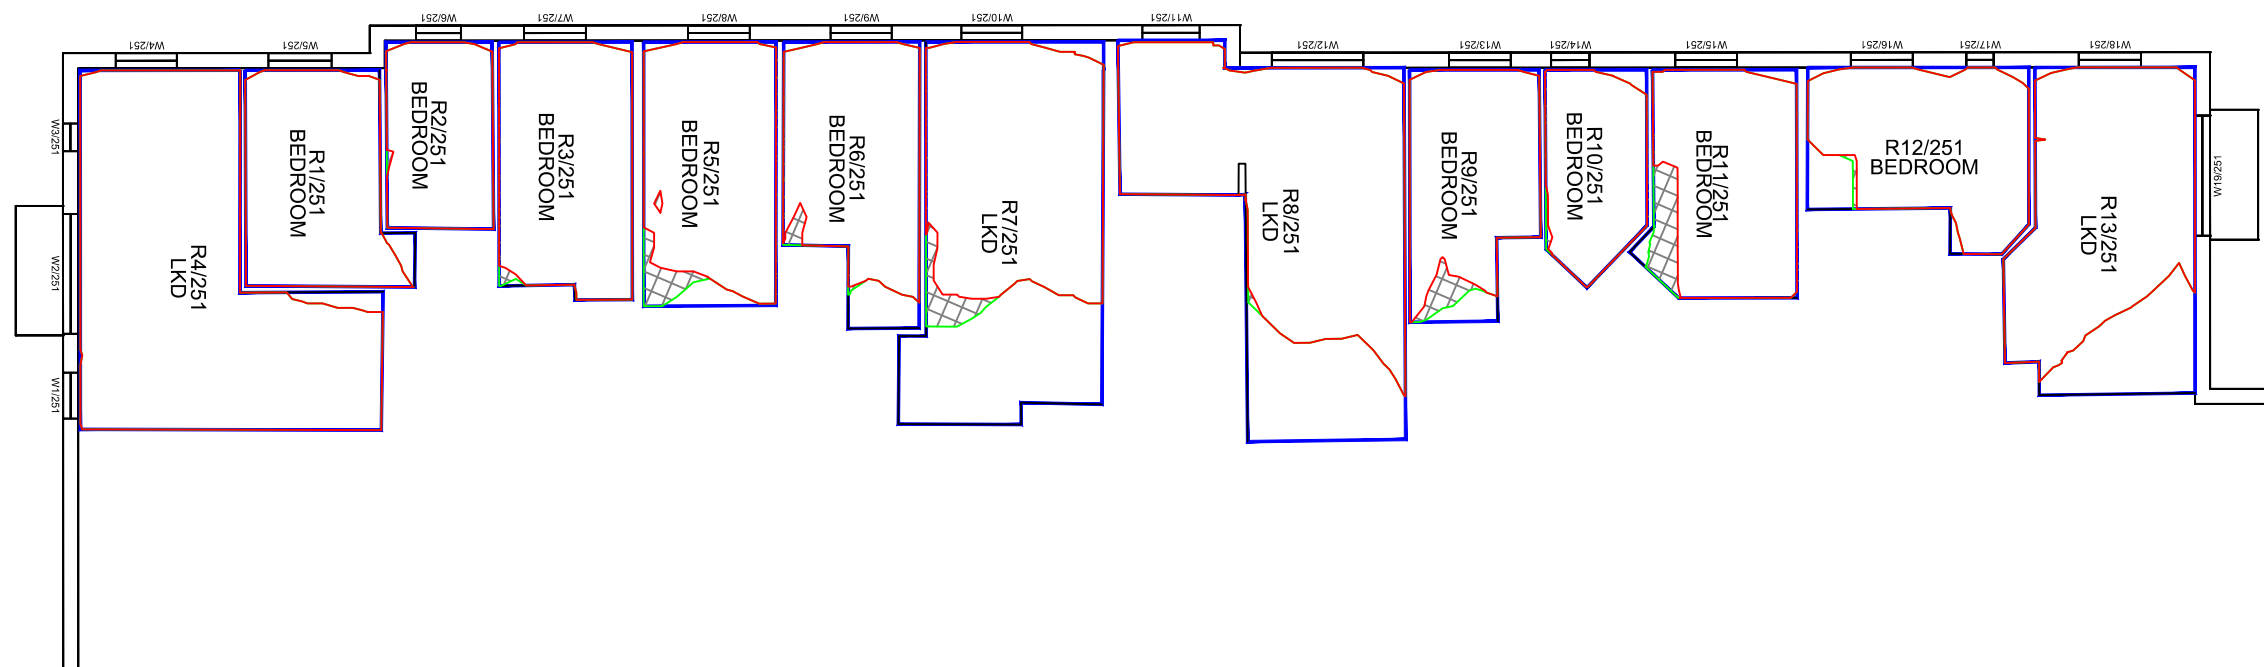 W4/251
W5/251
W6/251
W7/251
W8/251
W9/251
W10/251
W11/251
W12/251
W13/251
W14/251
W15/251
W16/251
W17/251
W18/251
W19/251
W3/251
W2/251
W1/251
R4/251
LKD
R1/251
BEDROOM
R2/251
BEDROOM
R3/251
BEDROOM
R5/251
BEDROOM
R6/251
BEDROOM
R7/251
LKD
R8/251
LKD
R9/251
BEDROOM
R10/251
BEDROOM
R11/251
BEDROOM
R12/251
BEDROOM
R13/251
LKD